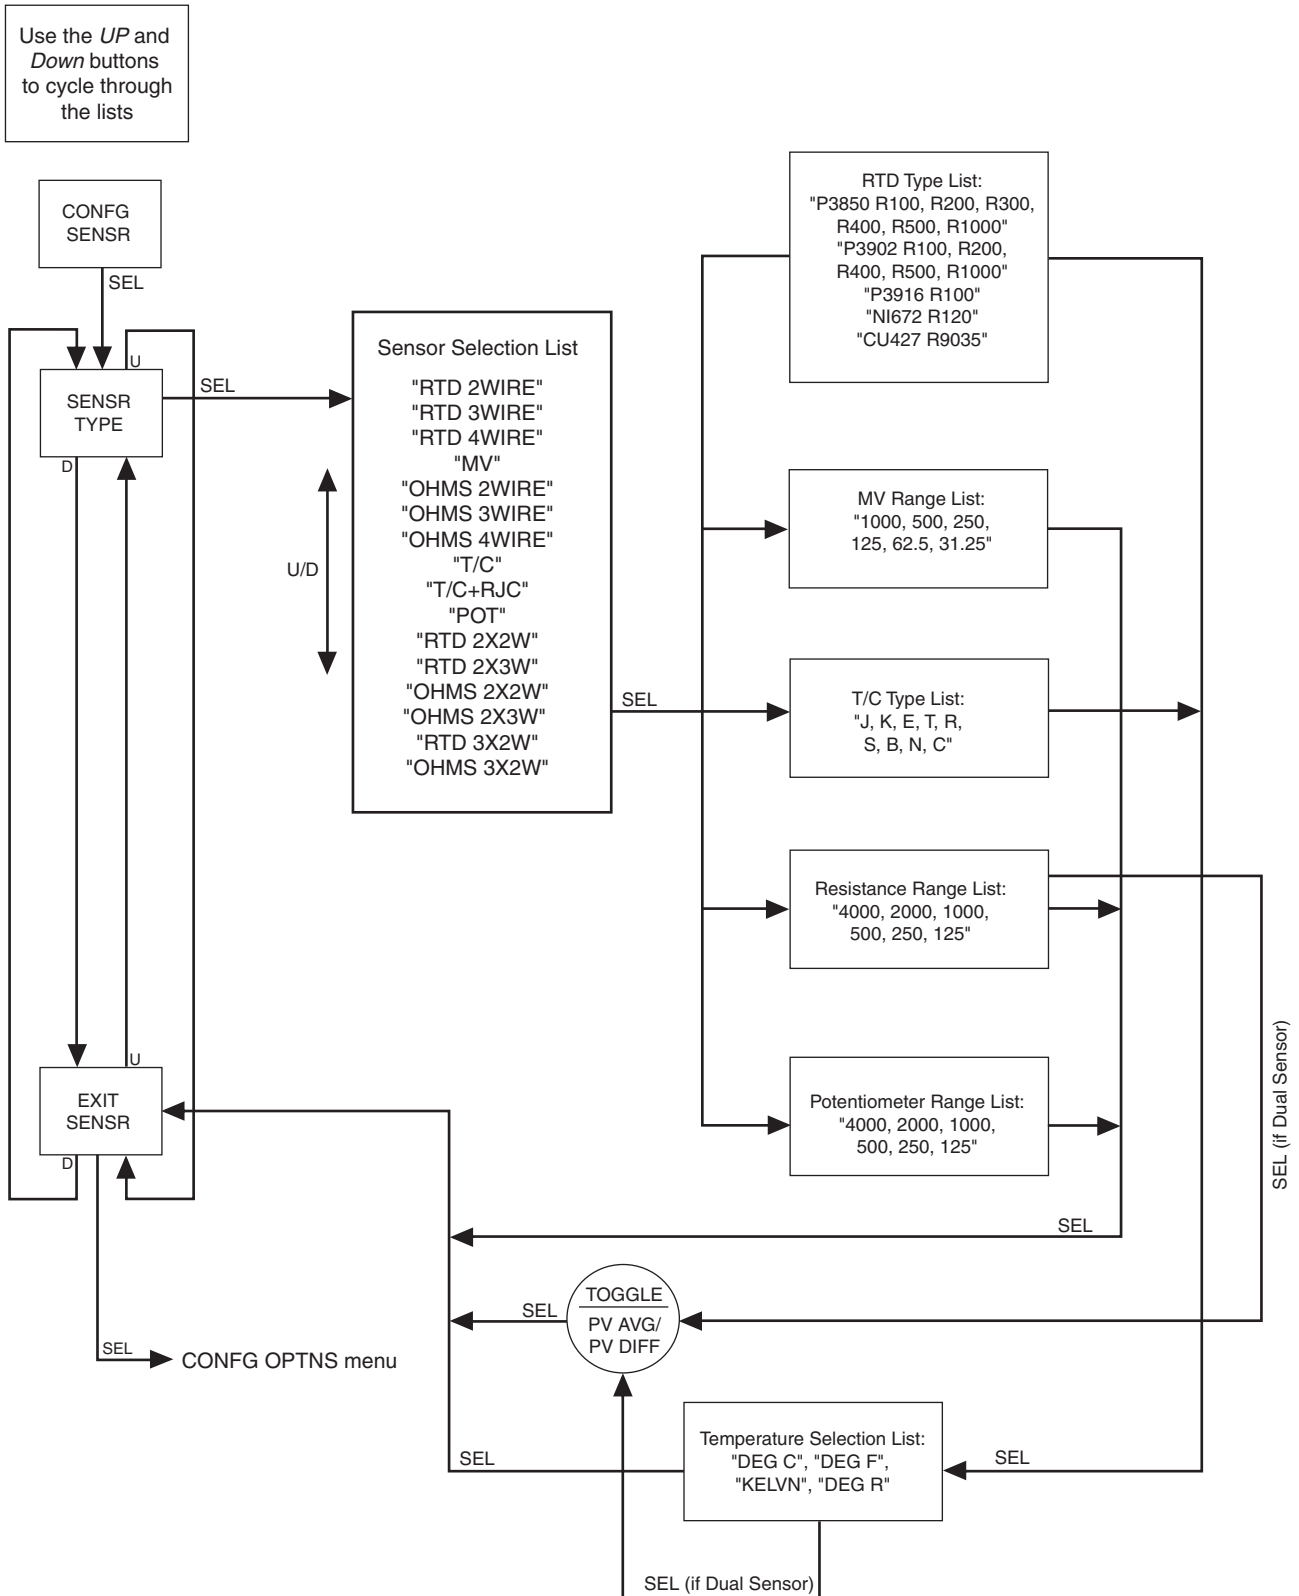 Use the UP and
Down buttons
to cycle through
the lists
CONFG
SENSR
SEL
U
SENSR
TYPE
D
SEL
U/D
Sensor Selection List
"RTD 2WIRE"
"RTD 3WIRE"
"RTD 4WIRE"
"MV"
"OHMS 2WIRE"
"OHMS 3WIRE"
"OHMS 4WIRE"
"T/C"
"T/C+RJC"
"POT"
"RTD 2X2W"
"RTD 2X3W"
"OHMS 2X2W"
"OHMS 2X3W"
"RTD 3X2W"
"OHMS 3X2W"
SEL
RTD Type List:
"P3850 R100, R200, R300,
R400, R500, R1000"
"P3902 R100, R200,
R400, R500, R1000"
"P3916 R100"
"NI672 R120"
"CU427 R9035"
MV Range List:
"1000, 500, 250,
125, 62.5, 31.25"
T/C Type List:
"J, K, E, T, R,
S, B, N, C"
Resistance Range List:
"4000, 2000, 1000,
500, 250, 125"
Potentiometer Range List:
"4000, 2000, 1000,
500, 250, 125"
SEL (if Dual Sensor)
U
EXIT
SENSR
D
SEL
CONFG OPTNS menu
SEL
SEL
TOGGLE
PV AVG/
PV DIFF
SEL
Temperature Selection List:
"DEG C", "DEG F",
"KELVN", "DEG R"
SEL
SEL (if Dual Sensor)